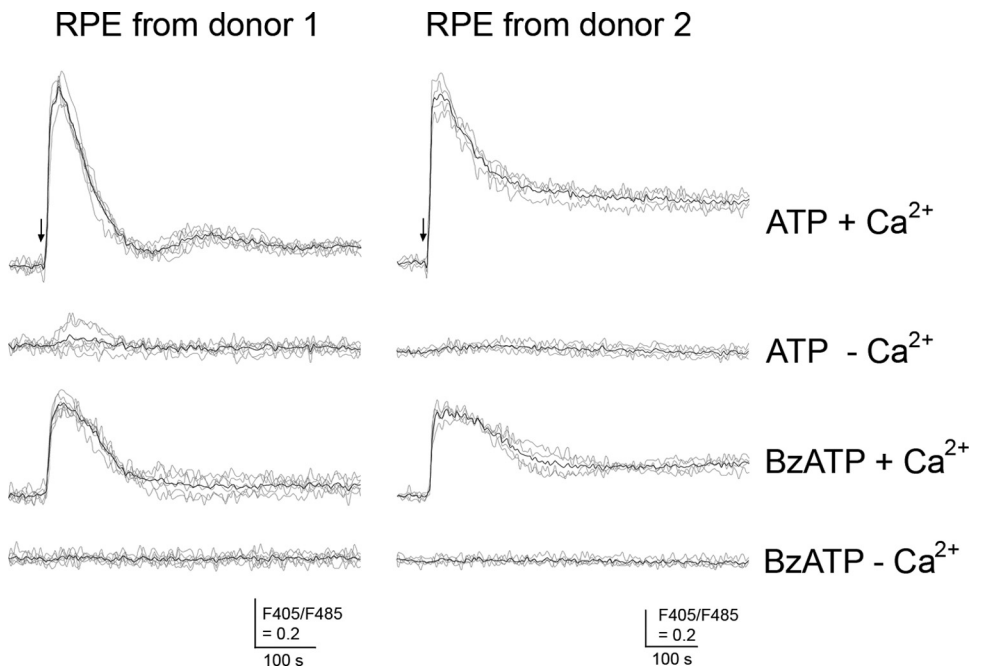 RPE from donor 1
RPE from donor 2
ATP + Ca²⁺
ATP - Ca²⁺
BzATP + Ca²⁺
BzATP - Ca²⁺
F405/F485
= 0.2
100 s
F405/F485
= 0.2
100 s